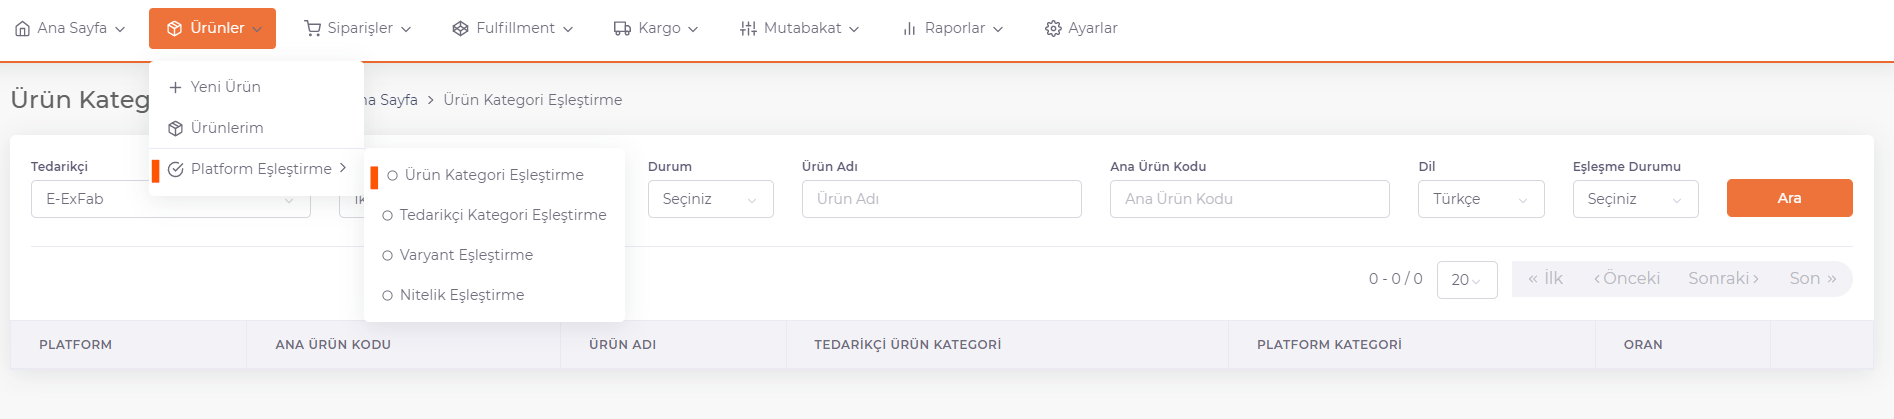 Ana Sayfa
Ürünler
Siparişler
Fulfillment
Kargo
Mutabakat
Raporlar
Ayarlar
Yeni Ürün
Ürünlerim
Platform Eşleştirme
Ürün Kategori Eşleştirme
Tedarikçi Kategori Eşleştirme
Varyant Eşleştirme
Nitelik Eşleştirme
Ürün Kateg
na Sayfa > Ürün Kategori Eşleştirme
Tedarikçi
E-ExFab
Durum
Seçiniz
Ürün Adı
Ürün Adı
Ana Ürün Kodu
Ana Ürün Kodu
Dil
Türkçe
Eşleşme Durumu
Seçiniz
Ara
0 - 0 / 0
20
« İlk
‹ Önceki
Sonraki ›
Son »
PLATFORM
ANA ÜRÜN KODU
ÜRÜN ADI
TEDARİKÇİ ÜRÜN KATEGORİ
PLATFORM KATEGORİ
ORAN